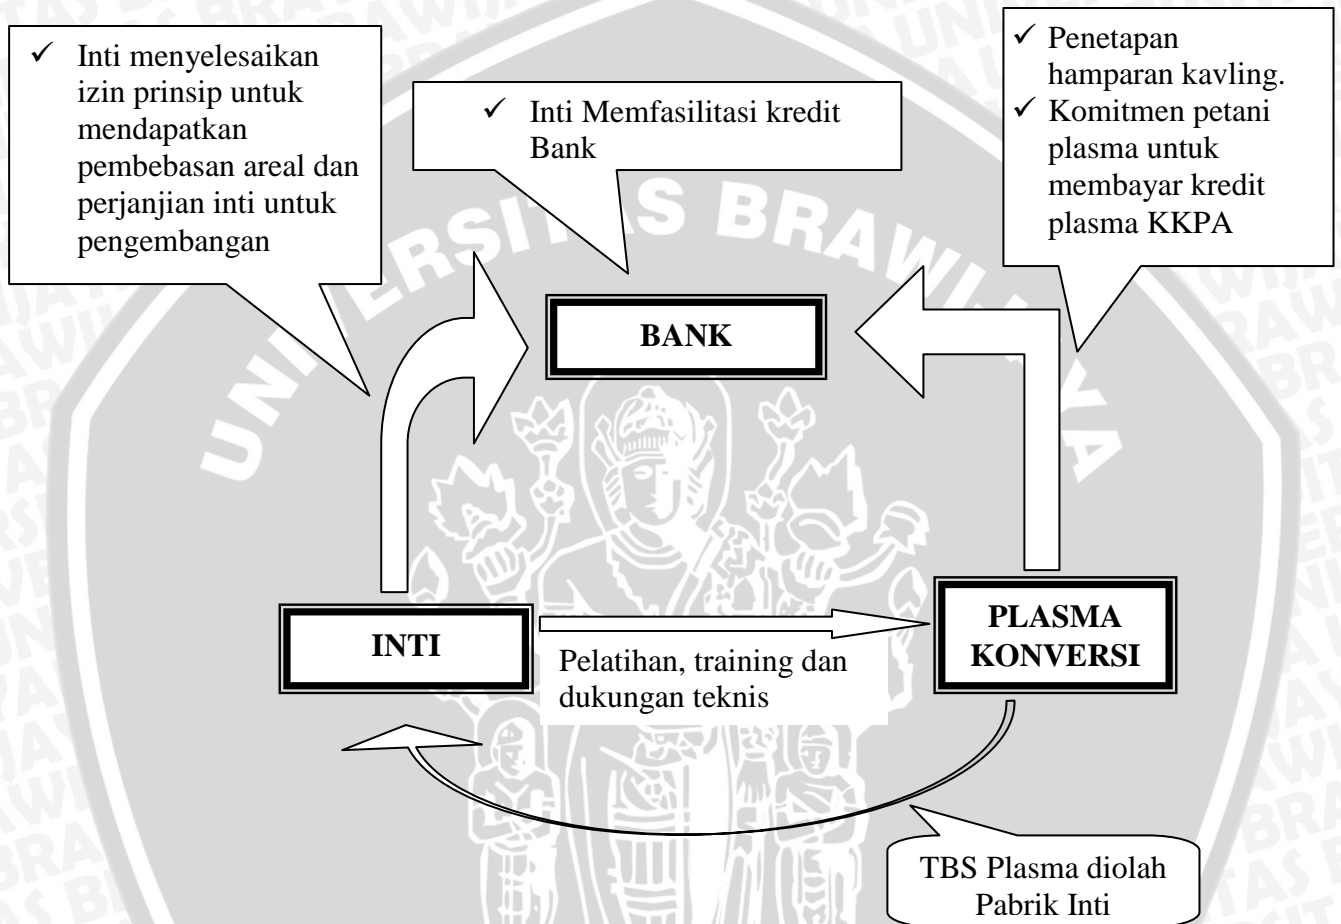 ✓ Inti menyelesaikan
izin prinsip untuk
mendapatkan
pembebasan areal dan
perjanjian inti untuk
pengembangan
✓ Inti Memfasilitasi kredit
Bank
✓ Penetapan
hamparan kavling.
✓ Komitmen petani
plasma untuk
membayar kredit
plasma KKPA
UNIVERSITAS BRAWIJAYA
BANK
INTI
Pelatihan, training dan
dukungan teknis
PLASMA
KONVERSI
TBS Plasma diolah
Pabrik Inti